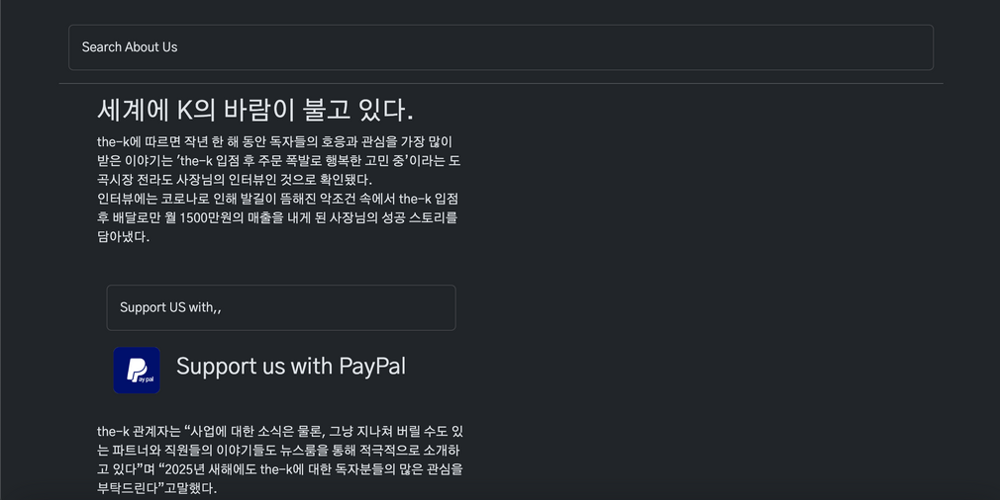 Search About Us
세계에 K의 바람이 불고 있다.
the-k에 따르면 작년 한 해 동안 독자들의 호응과 관심을 가장 많이
받은 이야기는 ’the-k 입점 후 주문 폭발로 행복한 고민 중’이라는 도
곡시장 전라도 사장님의 인터뷰인 것으로 확인됐다.
인터뷰에는 코로나로 인해 발길이 뜸해진 악조건 속에서 the-k 입점
후 배달로만 월 1500만원의 매출을 내게 된 사장님의 성공 스토리를
담아냈다.
Support US with,,
PayPal
Support us with PayPal
the-k 관계자는 “사업에 대한 소식은 물론, 그냥 지나쳐 버릴 수도 있
는 파트너와 직원들의 이야기들도 뉴스룸을 통해 적극적으로 소개하
고 있다”며 “2025년 새해에도 the-k에 대한 독자분들의 많은 관심을
부탁드린다”고말했다.